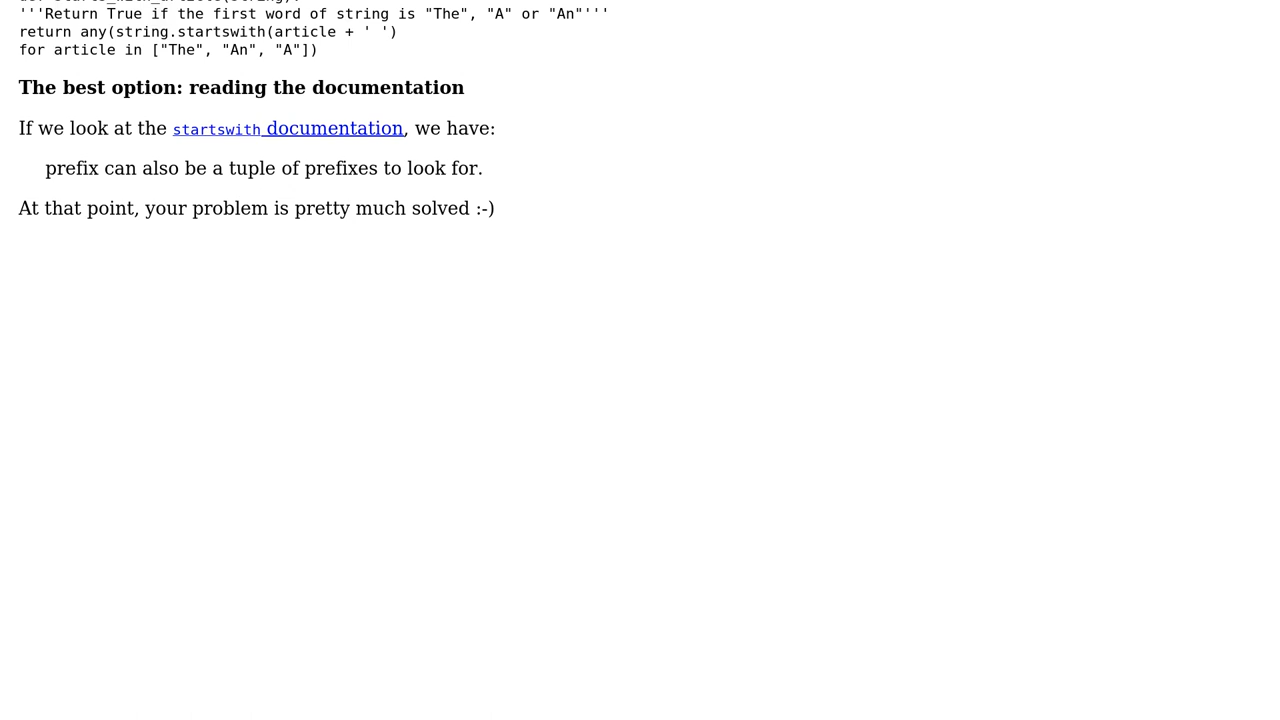 '''Return True if the first word of string is "The", "A" or "An"'''
return any(string.startswith(article + ' ')
for article in ["The", "An", "A"])
The best option: reading the documentation
If we look at the startswith documentation, we have:
prefix can also be a tuple of prefixes to look for.
At that point, your problem is pretty much solved :-)